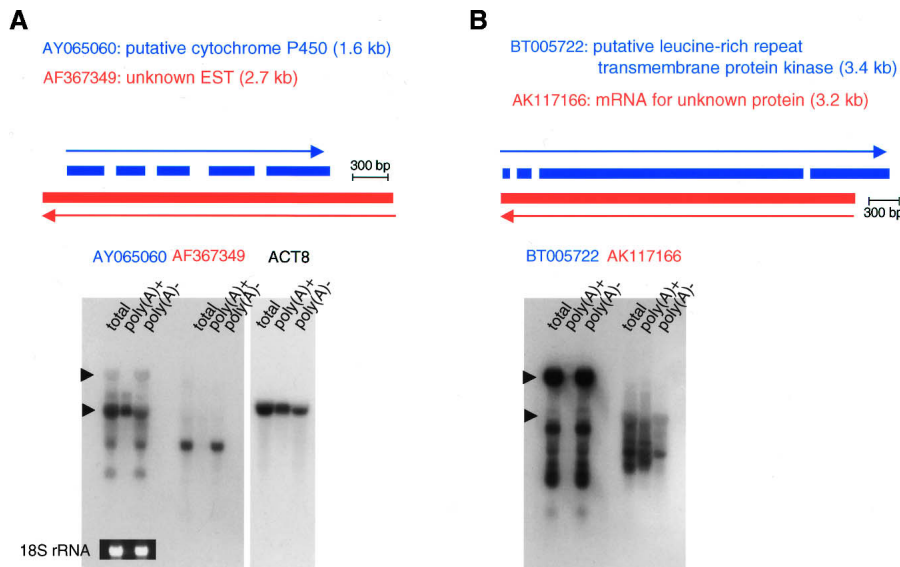 A
AY065060: putative cytochrome P450 (1.6 kb)
AF367349: unknown EST (2.7 kb)
300 bp
AY065060 AF367349 ACT8
total poly(A)+ poly(A)- total poly(A)+ poly(A)- total poly(A)+ poly(A)-
18S rRNA
B
BT005722: putative leucine-rich repeat
transmembrane protein kinase (3.4 kb)
AK117166: mRNA for unknown protein (3.2 kb)
300 bp
BT005722 AK117166
total poly(A)+ poly(A)- total poly(A)+ poly(A)-